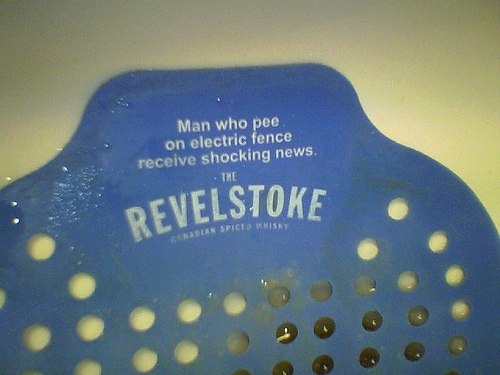 Man who pee
on electric fence
receive shocking news.
THE
REVELSTOKE
CANADIAN SPICED WHISKY